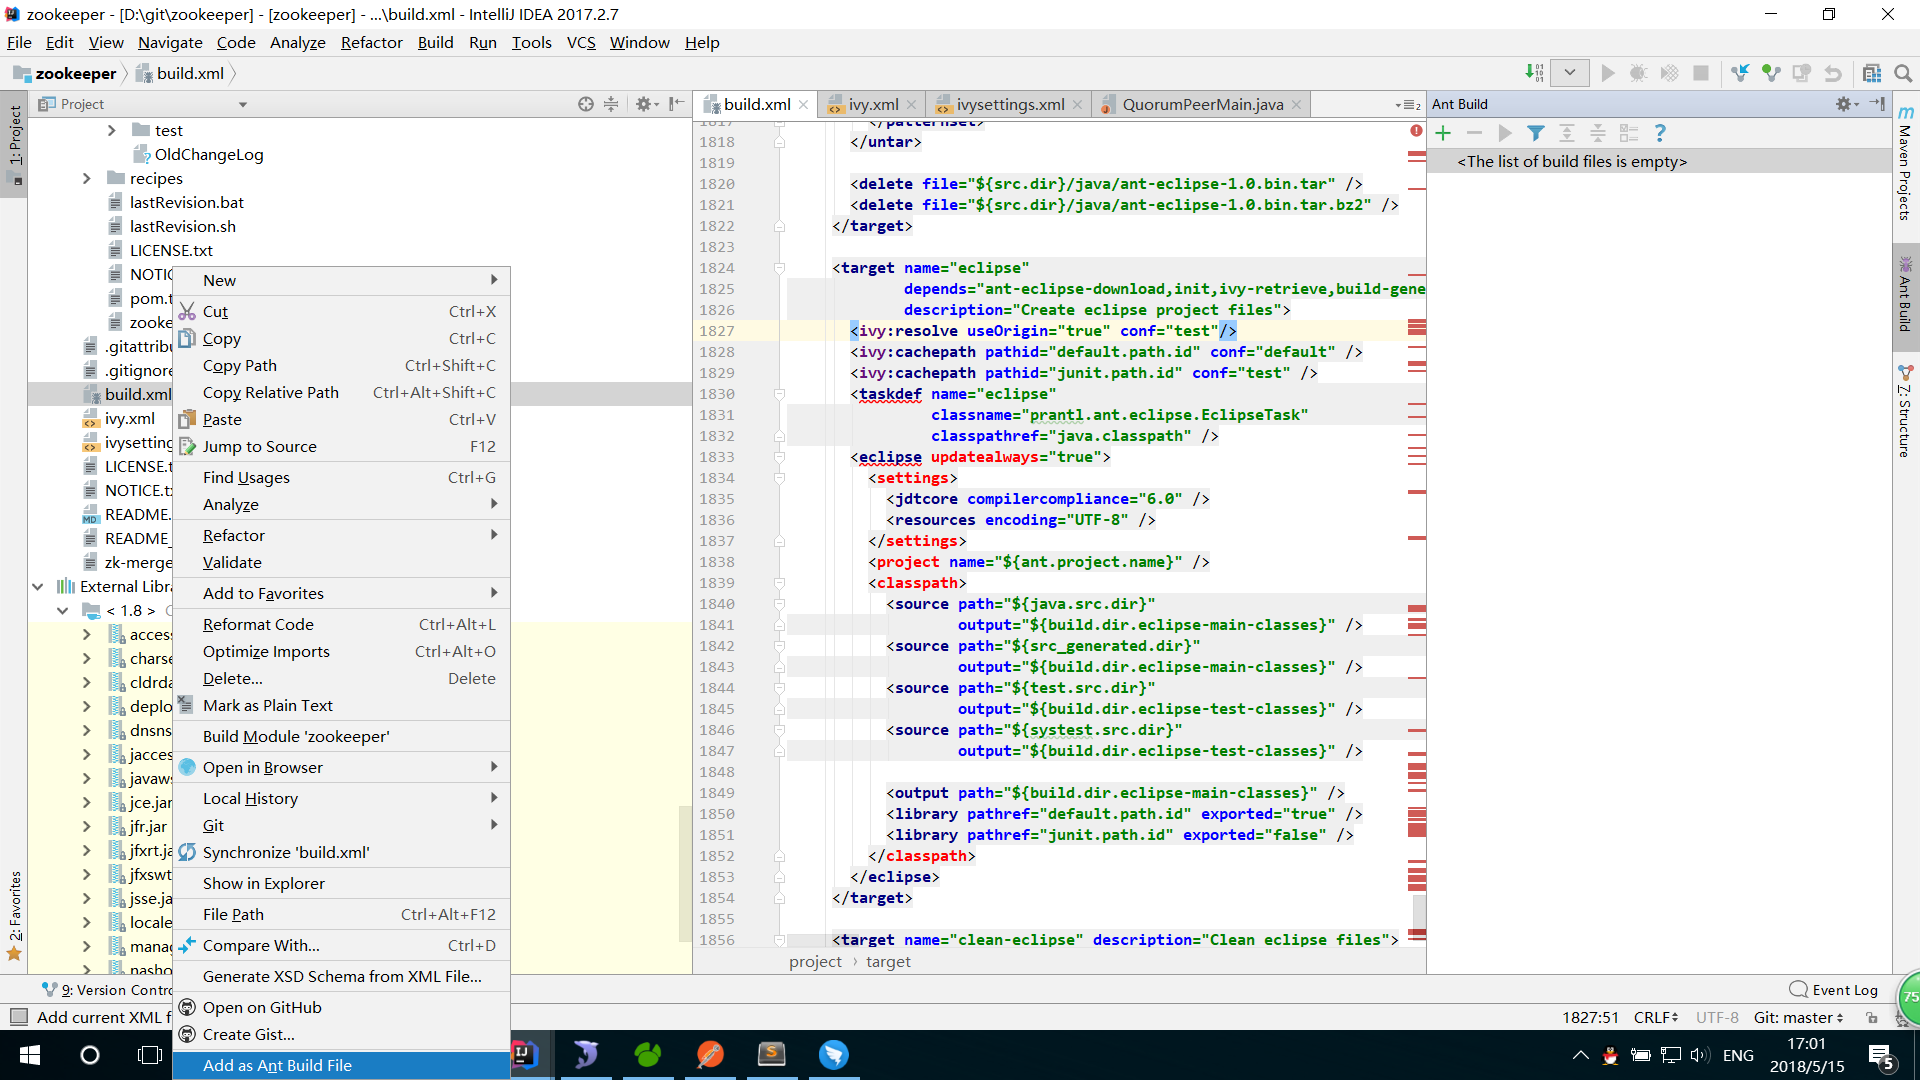 zookeeper - [D:\git\zookeeper] - [zookeeper] - ...\build.xml - IntelliJ IDEA 2017.2.7
File Edit View Navigate Code Analyze Refactor Build Run Tools VCS Window Help
zookeeper build.xml
Project
build.xml ivy.xml ivysettings.xml QuorumPeerMain.java
Ant Build
<The list of build files is empty>
1: Project
2: Favorites
Maven Projects
Ant Build
7: Structure
test
OldChangeLog
recipes
lastRevision.bat
lastRevision.sh
LICENSE.txt
NOTIC
pom.
zooke
.gitattribu
.gitignore
build.xml
ivy.xml
ivysetting
LICENSE.t
NOTICE.tx
README.
README_
zk-merge
External Libra
< 1.8 >
access
charse
cldrda
deplo
dnsns
jacces
javaws
jce.jar
jfr.jar
jfxrt.ja
jfxswt
jsse.ja
locale
manag
nasho
New
Cut Ctrl+X
Copy Ctrl+C
Copy Path Ctrl+Shift+C
Copy Relative Path Ctrl+Alt+Shift+C
Paste Ctrl+V
Jump to Source F12
Find Usages Ctrl+G
Analyze
Refactor
Validate
Add to Favorites
Reformat Code Ctrl+Alt+L
Optimize Imports Ctrl+Alt+O
Delete... Delete
Mark as Plain Text
Build Module 'zookeeper'
Open in Browser
Local History
Git
Synchronize 'build.xml'
Show in Explorer
File Path Ctrl+Alt+F12
Compare With... Ctrl+D
Generate XSD Schema from XML File...
Open on GitHub
Create Gist...
Add as Ant Build File
1817 </patternset>
1818 </untar>
1819
1820 <delete file="${src.dir}/java/ant-eclipse-1.0.bin.tar" />
1821 <delete file="${src.dir}/java/ant-eclipse-1.0.bin.tar.bz2" />
1822 </target>
1823
1824 <target name="eclipse"
1825 depends="ant-eclipse-download,init,ivy-retrieve,build-gene
1826 description="Create eclipse project files">
1827 <ivy:resolve useOrigin="true" conf="test"/>
1828 <ivy:cachepath pathid="default.path.id" conf="default" />
1829 <ivy:cachepath pathid="junit.path.id" conf="test" />
1830 <taskdef name="eclipse"
1831 classname="prantl.ant.eclipse.EclipseTask"
1832 classpathref="java.classpath" />
1833 <eclipse updatealways="true">
1834 <settings>
1835 <jdtcore compilercompliance="6.0" />
1836 <resources encoding="UTF-8" />
1837 </settings>
1838 <project name="${ant.project.name}" />
1839 <classpath>
1840 <source path="${java.src.dir}"
1841 output="${build.dir.eclipse-main-classes}" />
1842 <source path="${src_generated.dir}"
1843 output="${build.dir.eclipse-main-classes}" />
1844 <source path="${test.src.dir}"
1845 output="${build.dir.eclipse-test-classes}" />
1846 <source path="${systest.src.dir}"
1847 output="${build.dir.eclipse-test-classes}" />
1848
1849 <output path="${build.dir.eclipse-main-classes}" />
1850 <library pathref="default.path.id" exported="true" />
1851 <library pathref="junit.path.id" exported="false" />
1852 </classpath>
1853 </eclipse>
1854 </target>
1855
1856 <target name="clean-eclipse" description="Clean eclipse files">
project › target
9: Version Contro
Event Log
75
Add current XML f
1827:51 CRLF UTF-8 Git: master
ENG
17:01
2018/5/15
5